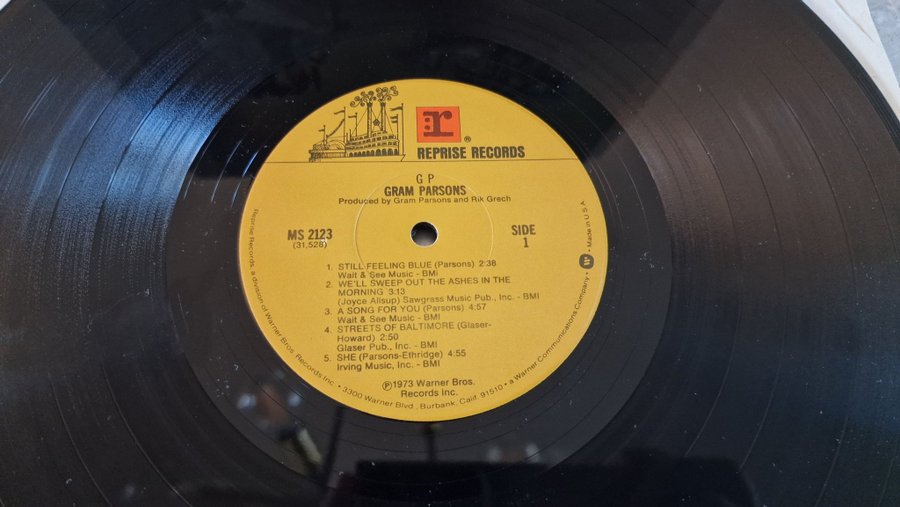 r
®
REPRISE RECORDS
G P
GRAM PARSONS
Produced by Gram Parsons and Rik Grech
MS 2123
(31,528)
SIDE
1
1. STILL FEELING BLUE (Parsons) 2:38
Wait & See Music - BMI
2. WE'LL SWEEP OUT THE ASHES IN THE
MORNING 3:13
(Joyce Allsup) Sawgrass Music Pub., Inc. - BMI
3. A SONG FOR YOU (Parsons) 4:57
Wait & See Music - BMI
4. STREETS OF BALTIMORE (Glaser-
Howard) 2:50
Glaser Pub., Inc. - BMI
5. SHE (Parsons-Ethridge) 4:55
Irving Music, Inc. - BMI
℗1973 Warner Bros.
Records Inc.
Reprise Records, a division of Warner Bros. Records Inc. • 3300 Warner Blvd., Burbank, Calif. 91510 • a Warner Communications Company. W • Made in U.S.A.